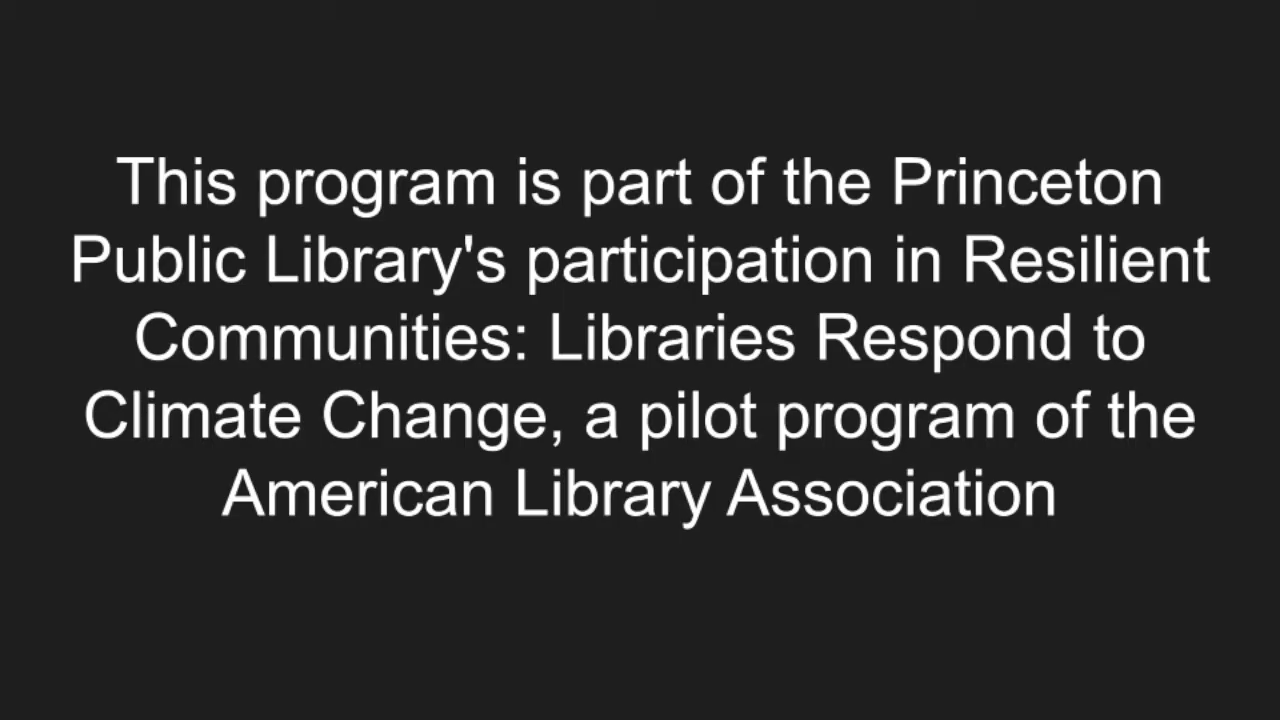 This program is part of the Princeton
Public Library's participation in Resilient
Communities: Libraries Respond to
Climate Change, a pilot program of the
American Library Association